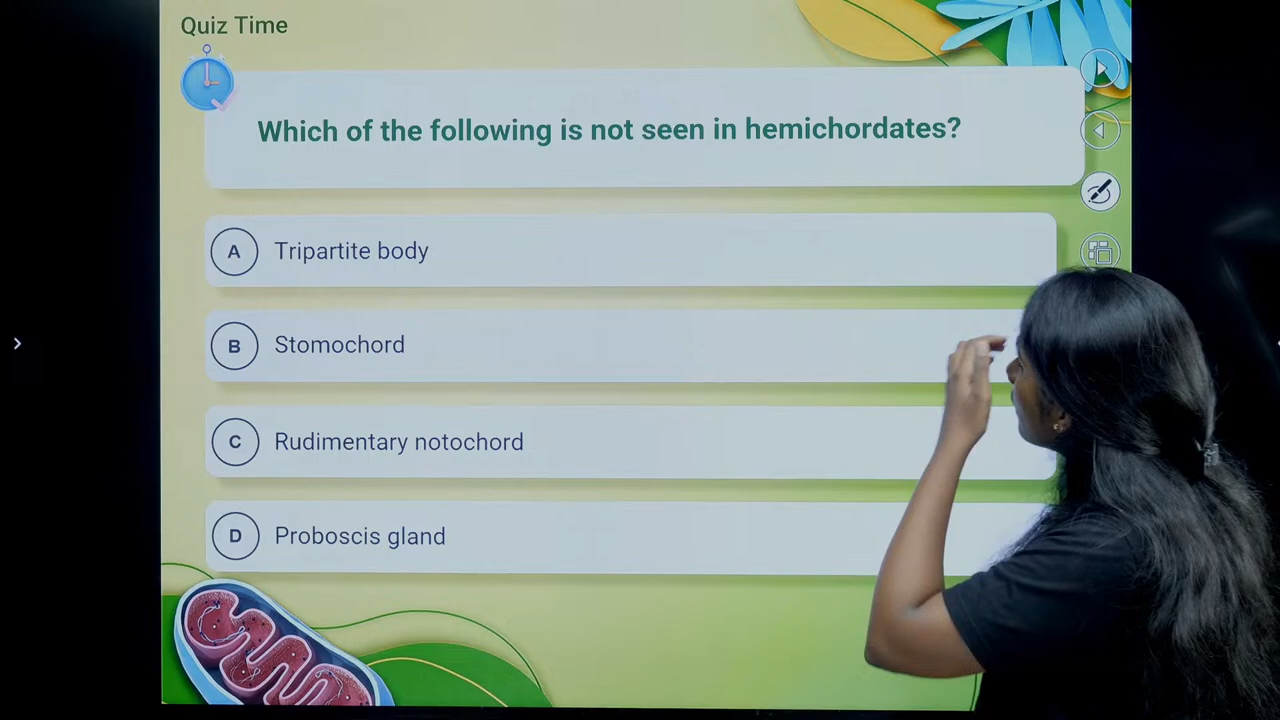 Quiz Time
Which of the following is not seen in hemichordates?
A Tripartite body
B Stomochord
C Rudimentary notochord
D Proboscis gland